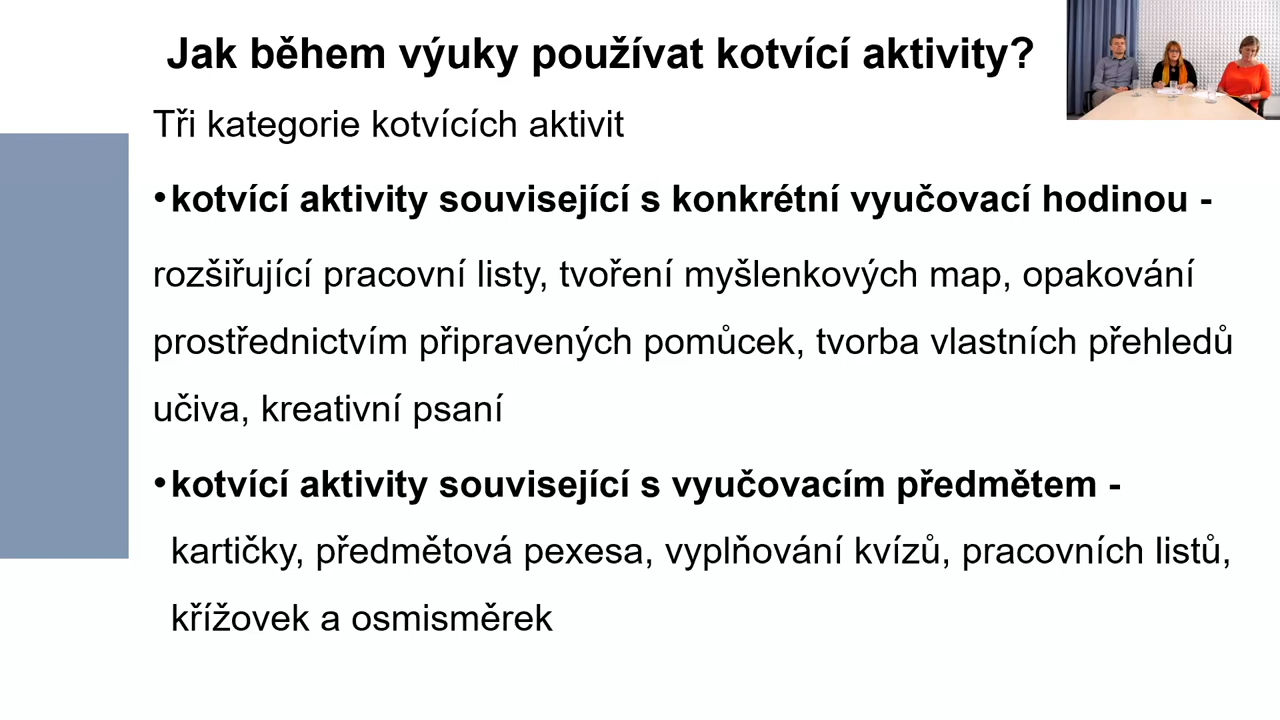 Jak během výuky používat kotvící aktivity?
Tři kategorie kotvících aktivit
•kotvící aktivity související s konkrétní vyučovací hodinou -
rozšiřující pracovní listy, tvoření myšlenkových map, opakování
prostřednictvím připravených pomůcek, tvorba vlastních přehledů
učiva, kreativní psaní
•kotvící aktivity související s vyučovacím předmětem -
kartičky, předmětová pexesa, vyplňování kvízů, pracovních listů,
křížovek a osmisměrek